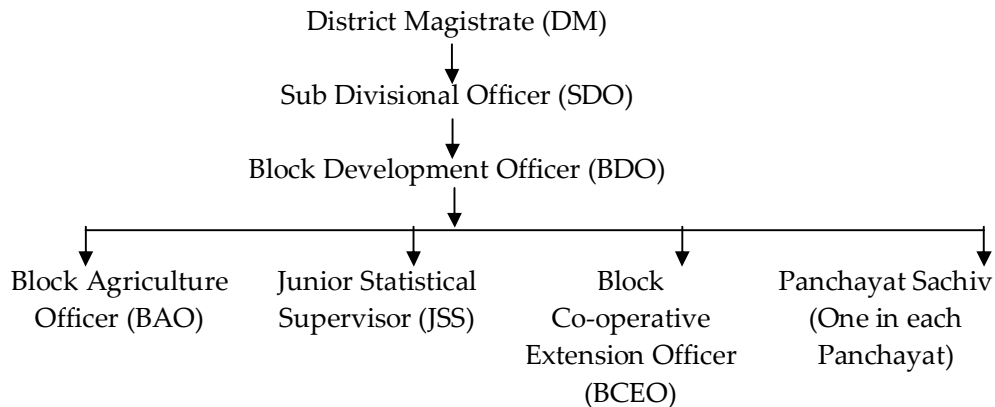 District Magistrate (DM)
Sub Divisional Officer (SDO)
Block Development Officer (BDO)
Block Agriculture
Officer (BAO)
Junior Statistical
Supervisor (JSS)
Block
Co-operative
Extension Officer
(BCEO)
Panchayat Sachiv
(One in each
Panchayat)